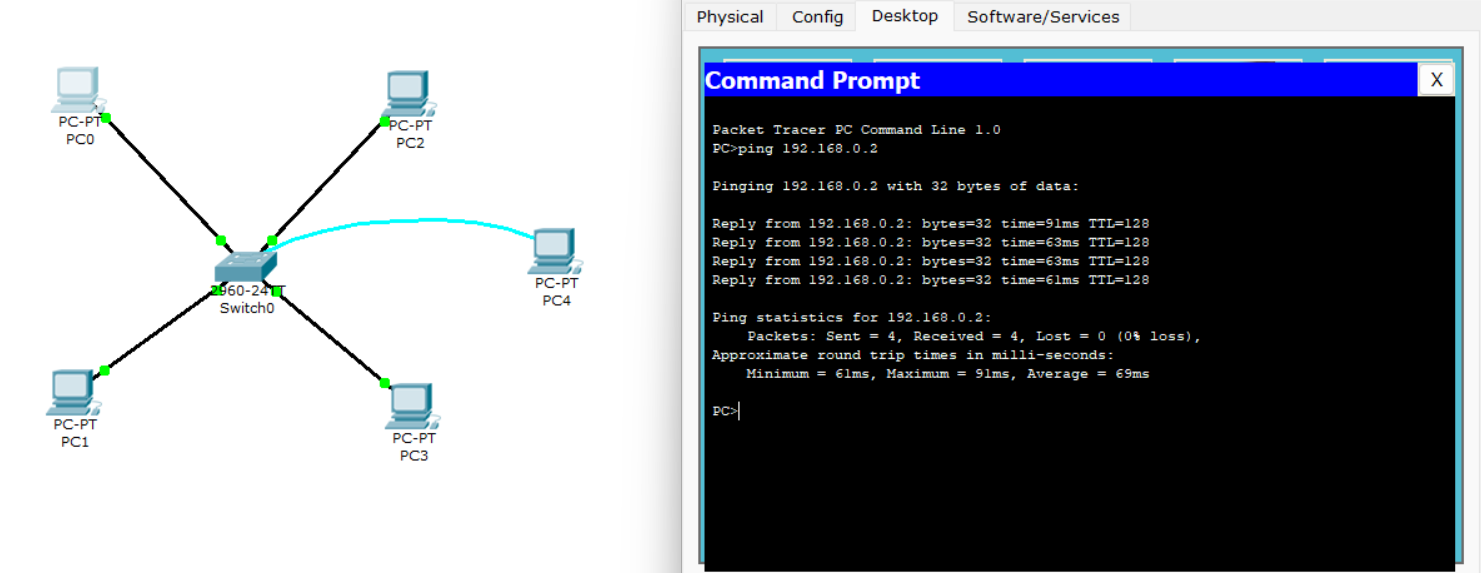 Physical Config Desktop Software/Services
Command Prompt X
Packet Tracer PC Command Line 1.0
PC>ping 192.168.0.2
Pinging 192.168.0.2 with 32 bytes of data:
Reply from 192.168.0.2: bytes=32 time=91ms TTL=128
Reply from 192.168.0.2: bytes=32 time=63ms TTL=128
Reply from 192.168.0.2: bytes=32 time=63ms TTL=128
Reply from 192.168.0.2: bytes=32 time=61ms TTL=128
Ping statistics for 192.168.0.2:
Packets: Sent = 4, Received = 4, Lost = 0 (0% loss),
Approximate round trip times in milli-seconds:
Minimum = 61ms, Maximum = 91ms, Average = 69ms
PC>
PC-PT
PC0
PC-PT
PC2
PC-PT
PC4
2960-24TT
Switch0
PC-PT
PC1
PC-PT
PC3